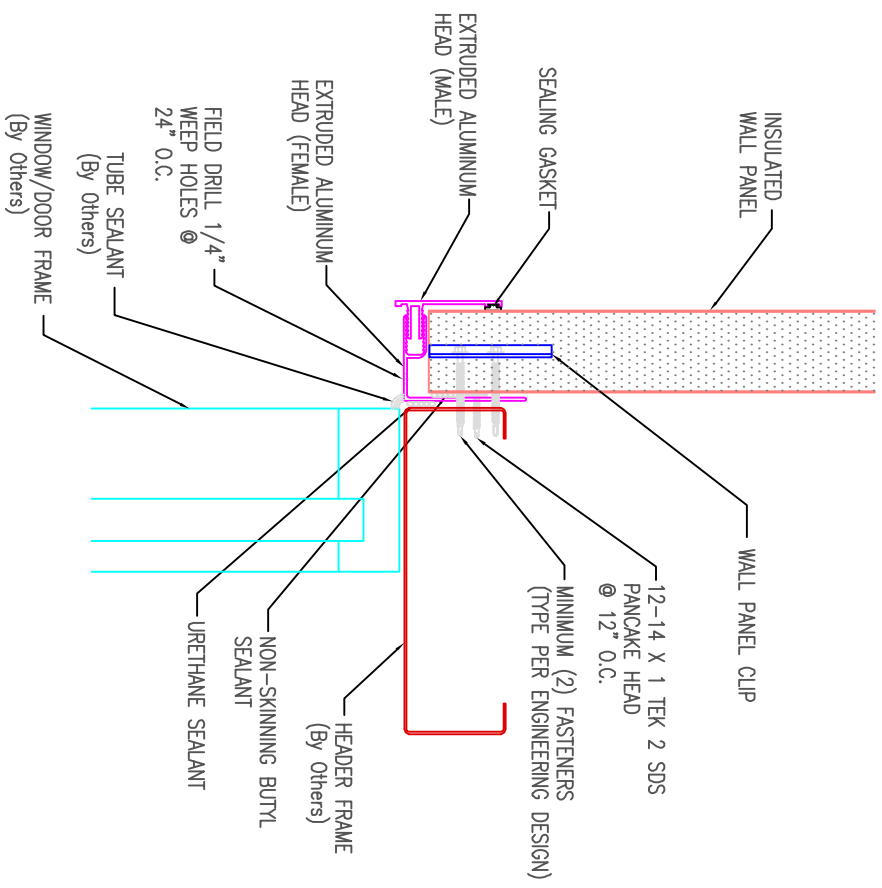 INSULATED
WALL PANEL
SEALING GASKET
EXTRUDED ALUMINUM
HEAD (MALE)
EXTRUDED ALUMINUM
HEAD (FEMALE)
FIELD DRILL 1/4"
WEEP HOLES @
24" O.C.
TUBE SEALANT
(By Others)
WINDOW/DOOR FRAME
(By Others)
WALL PANEL CLIP
12-14 X 1 TEK 2 SDS
PANCAKE HEAD
@ 12" O.C.
MINIMUM (2) FASTENERS
(TYPE PER ENGINEERING DESIGN)
HEADER FRAME
(By Others)
NON-SKINNING BUTYL
SEALANT
URETHANE SEALANT